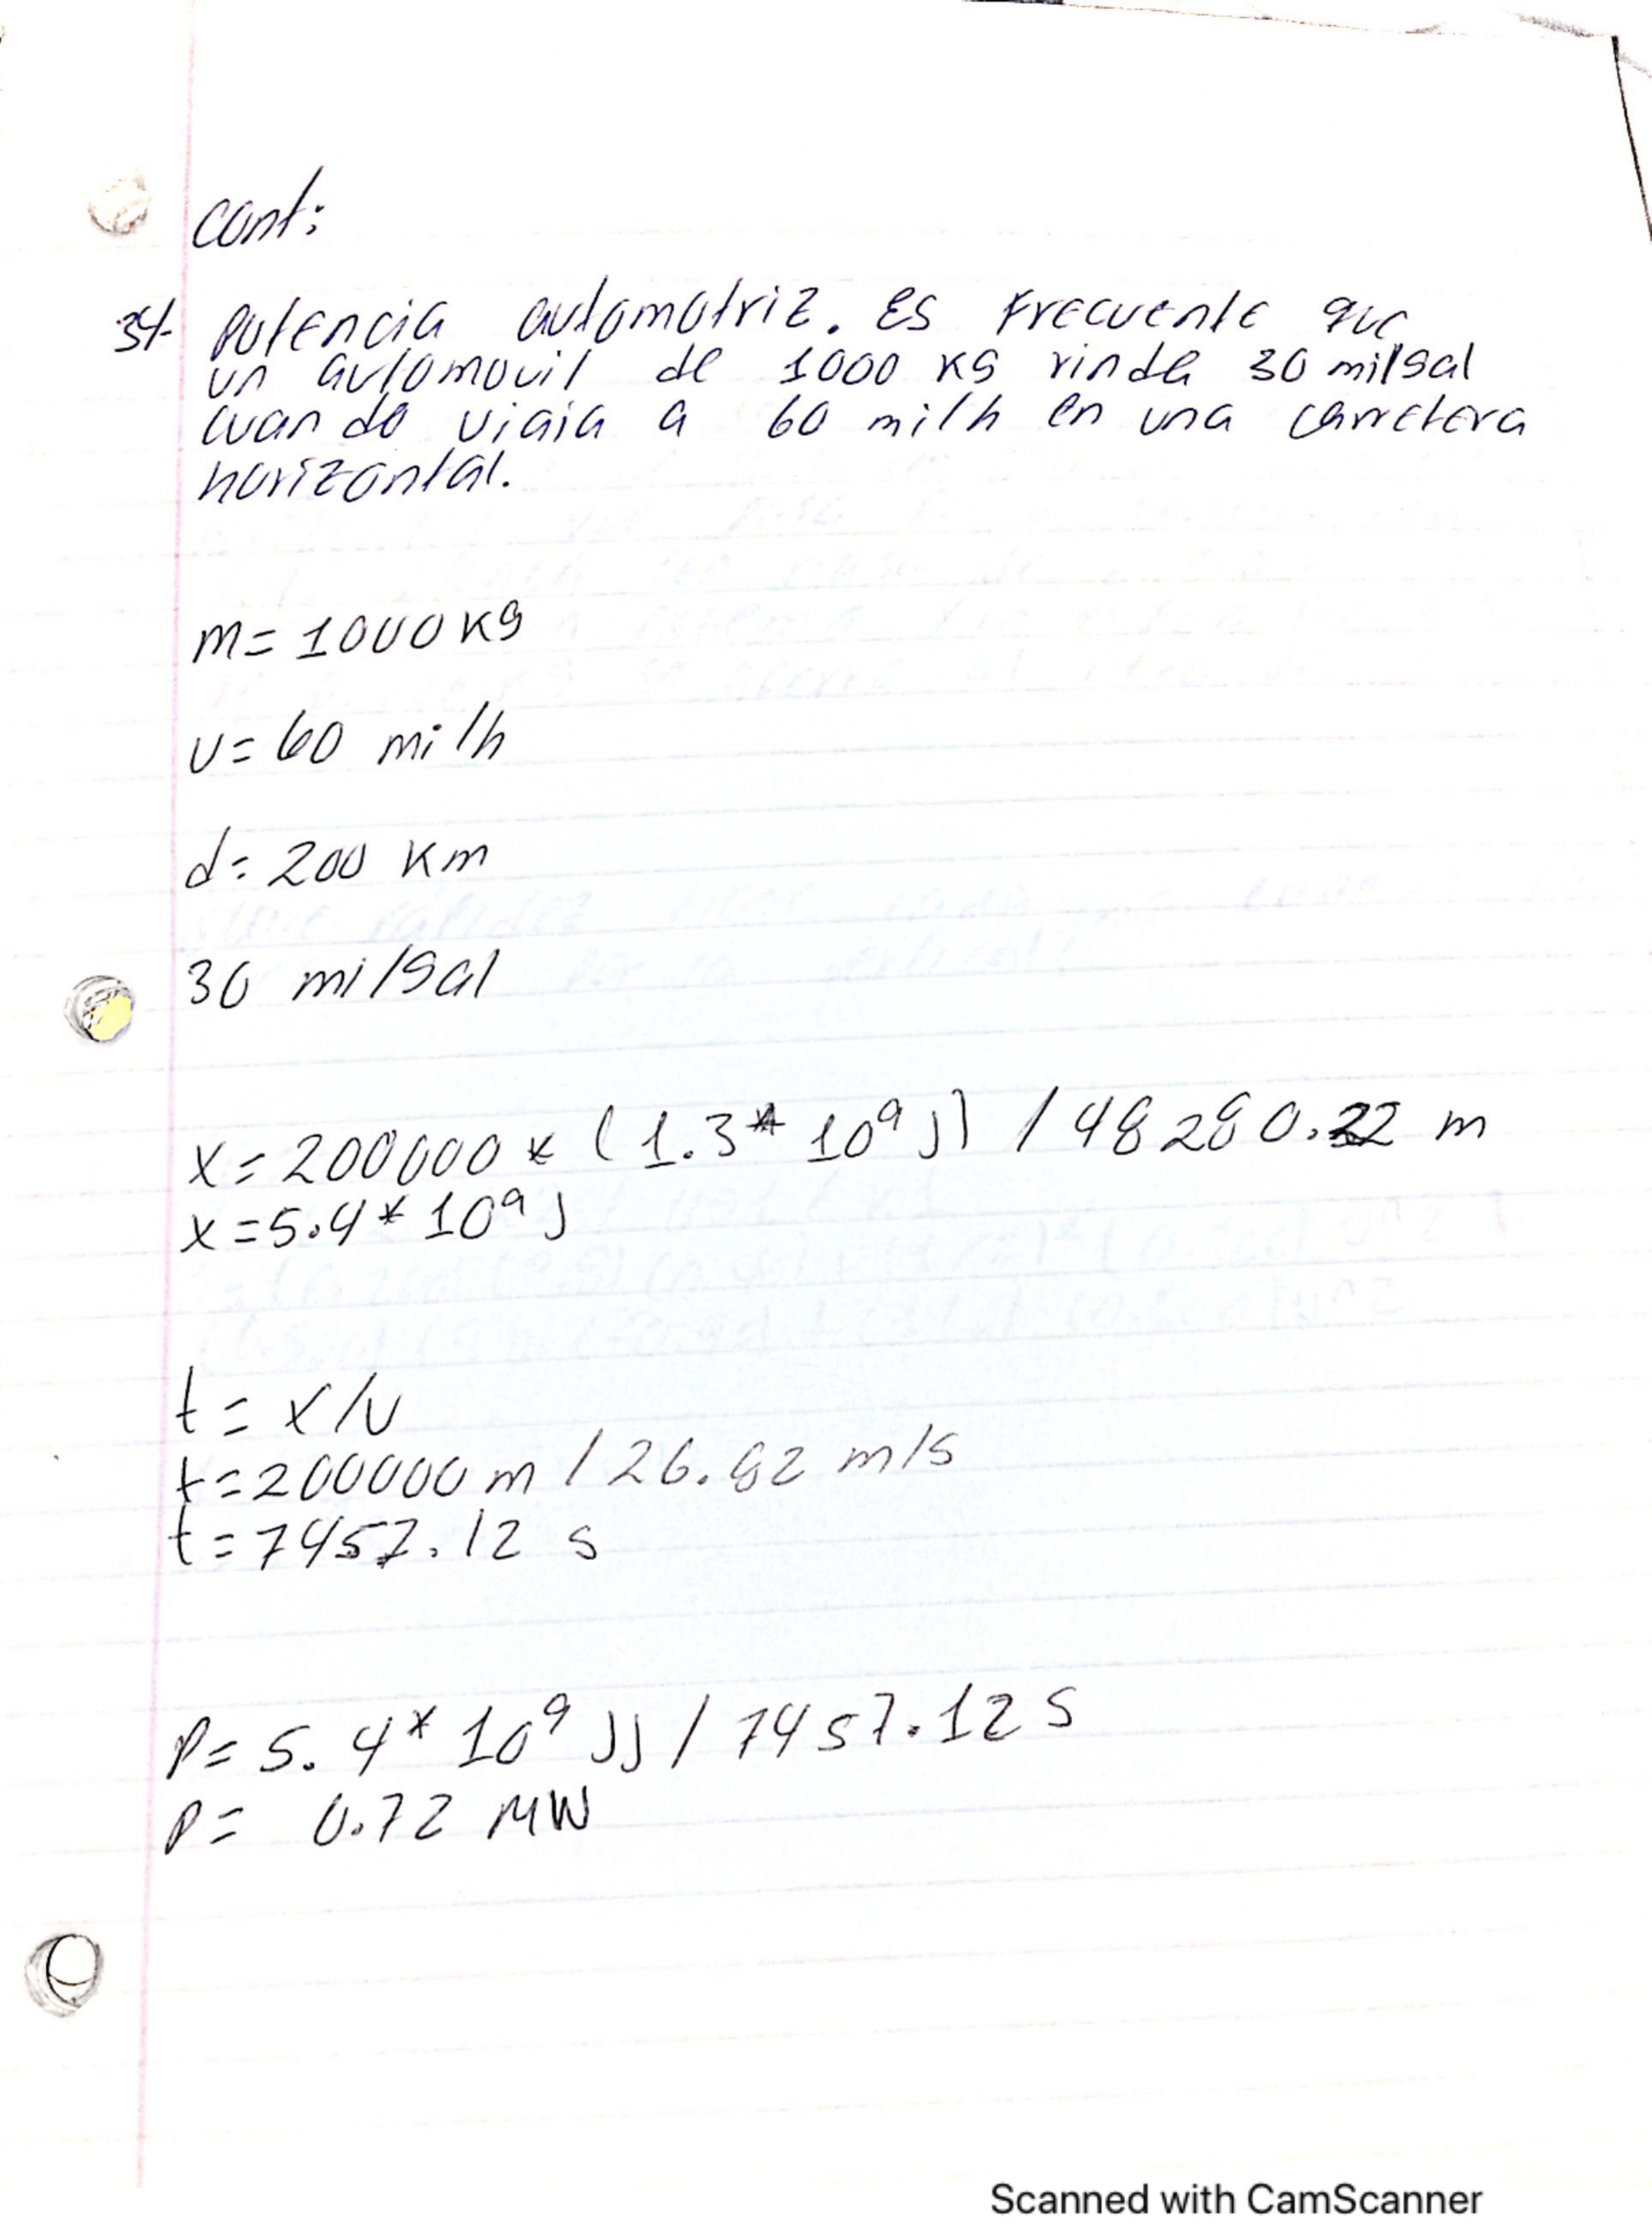 cont:
34- potencia automotriz. Es frecuente que
un automovil de 1000 kg rinda 30 mi/gal
cuando viaja a 60 mi/h en una carretera
horizontal.
m= 1000 kg
v= 60 mi/h
d= 200 km
30 mi/gal
x= 200000 * (1.3 * 10⁹ J) / 48280.22 m
x = 5.4 * 10⁹ J
t = x/v
t = 200000 m / 26.82 m/s
t = 7457.12 s
P= 5.4 * 10⁹ JJ / 7457.12 s
P= 0.72 MW
Scanned with CamScanner